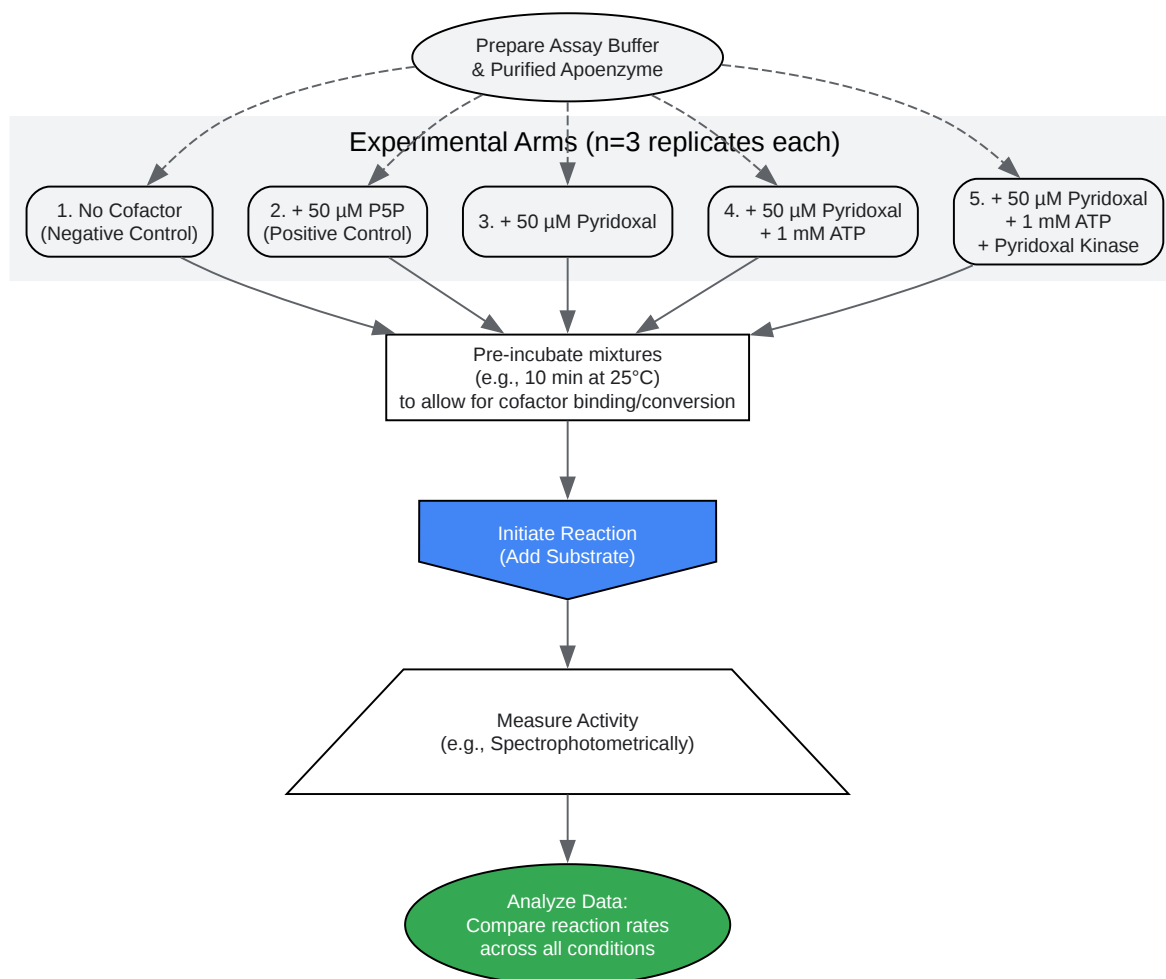 Prepare Assay Buffer
& Purified Apoenzyme
Experimental Arms (n=3 replicates each)
1. No Cofactor
(Negative Control)
2. + 50 µM P5P
(Positive Control)
3. + 50 µM Pyridoxal
4. + 50 µM Pyridoxal
+ 1 mM ATP
5. + 50 µM Pyridoxal
+ 1 mM ATP
+ Pyridoxal Kinase
Pre-incubate mixtures
(e.g., 10 min at 25°C)
to allow for cofactor binding/conversion
Initiate Reaction
(Add Substrate)
Measure Activity
(e.g., Spectrophotometrically)
Analyze Data:
Compare reaction rates
across all conditions